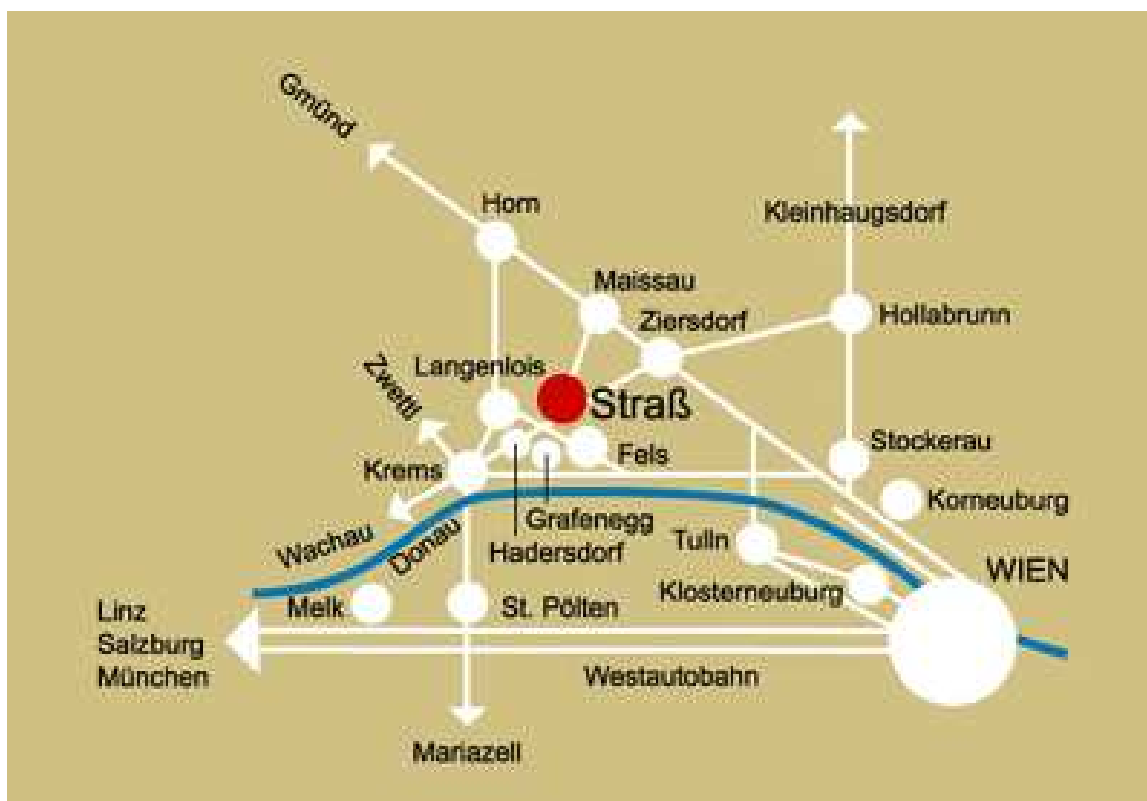 Gmünd
Horn
Kleinhaugsdorf
Maissau
Ziersdorf
Hollabrunn
Langenlois
Zwettl
Straß
Stockerau
Fels
Krems
Korneuburg
Grafenegg
Wachau
Donau
Hadersdorf
Tulln
WIEN
Klosterneuburg
Melk
St. Pölten
Linz
Salzburg
München
Westautobahn
Mariazell